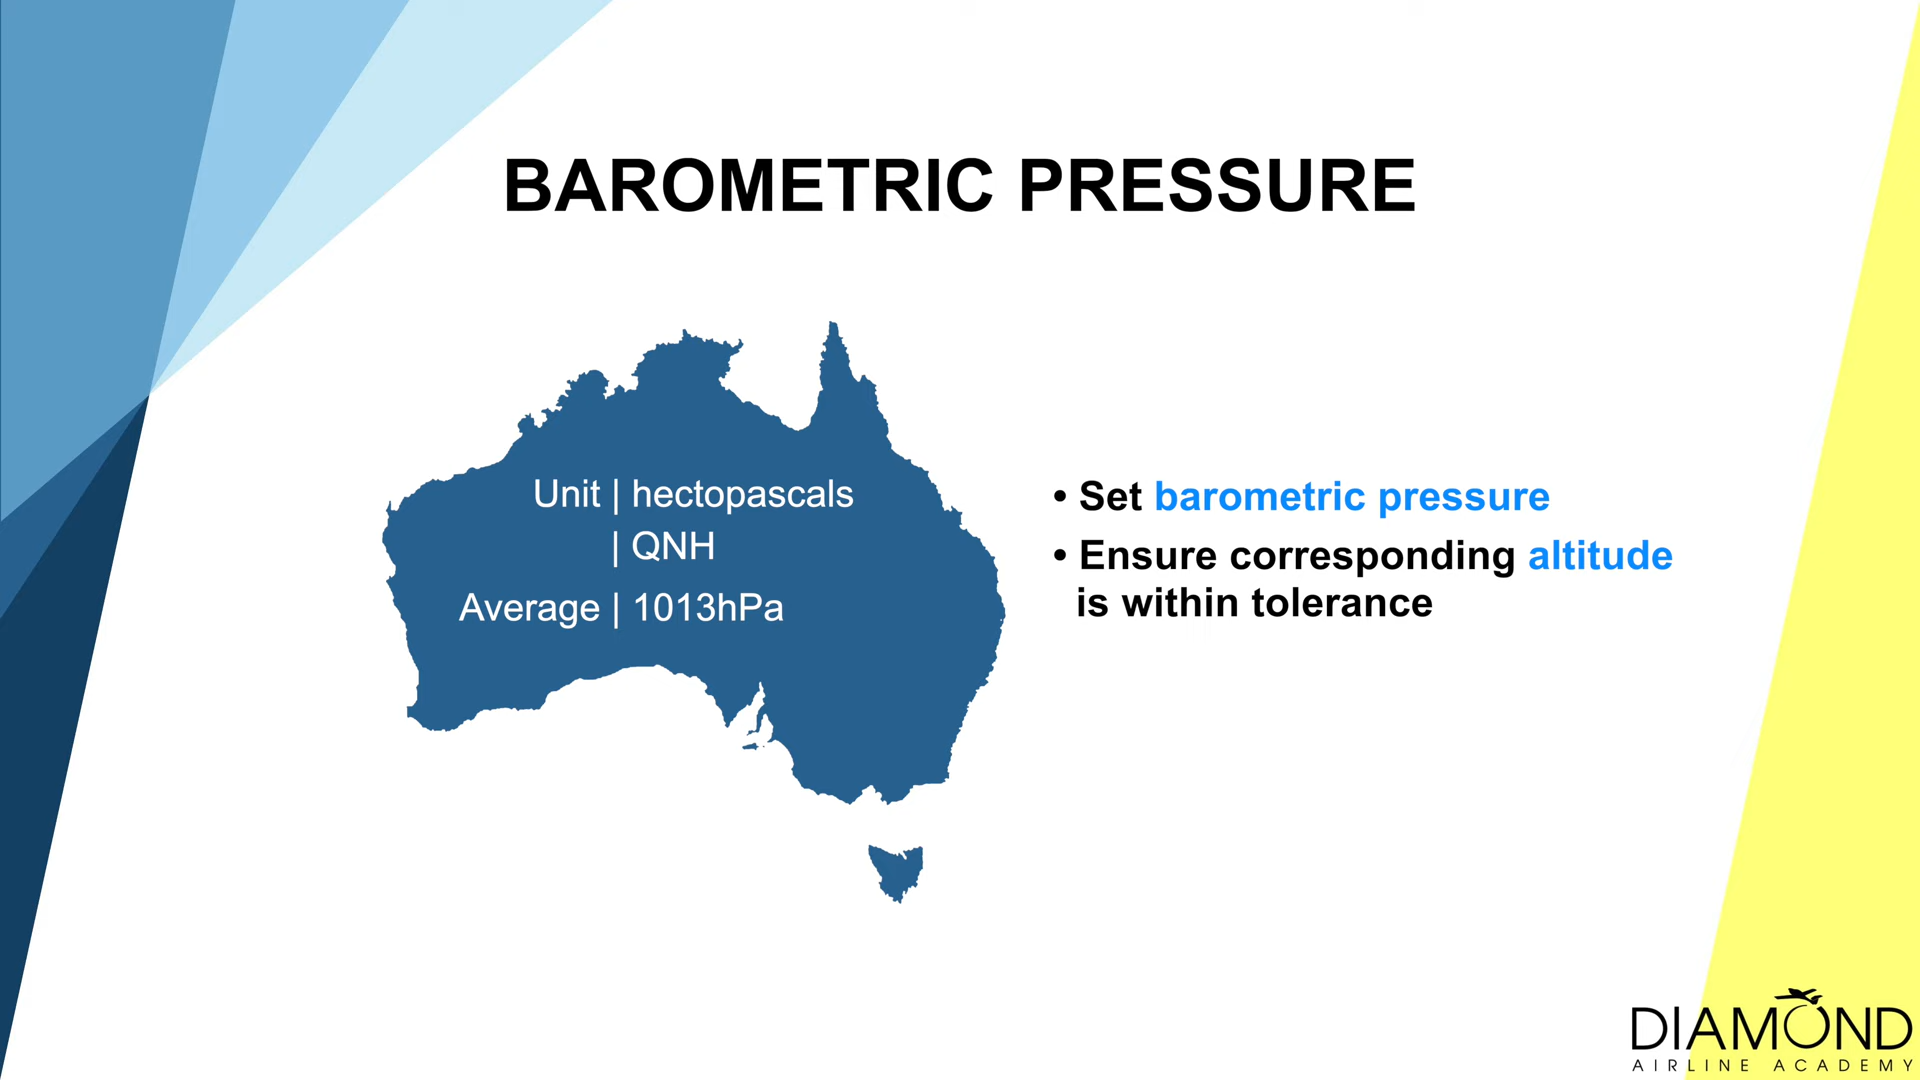 BAROMETRIC PRESSURE
Unit | hectopascals
| QNH
Average | 1013hPa
• Set barometric pressure
• Ensure corresponding altitude
is within tolerance
DIAMOND
AIRLINE ACADEMY